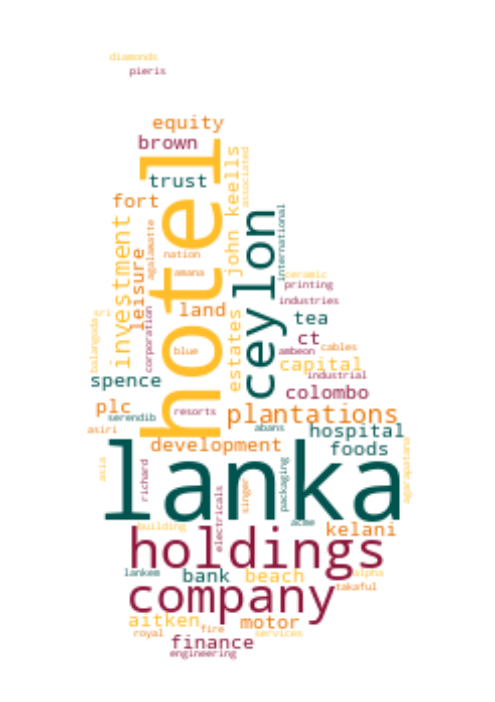 diamonds
pieris
equity
brown
hotel
trust
john keells
associated
fort
ceylon
international
investment
leisure
agalawatte
nation
amana
ceramic
printing
industries
land
estates
corporation
tea
balangoda
sri
ct
blue
ambeon
cables
capital
industrial
spence
colombo
plc
serendib
resorts
plantations
asiri
abans
hospital
development
foods
lanka
asia
richard
electricals
singer
packaging
agarapatana
acme
building
kelani
holdings
lankem
bank
beach
alpha
company
takaful
aitken
motor
royal
fire
services
finance
engineering